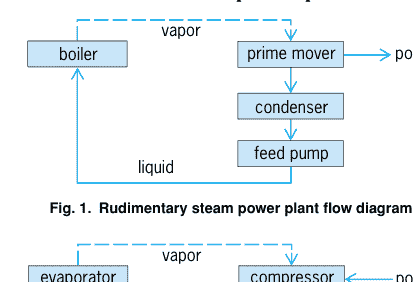 vapor
boiler
prime mover
po
condenser
feed pump
liquid
Fig. 1. Rudimentary steam power plant flow diagram
vapor
evaporator
compressor
po